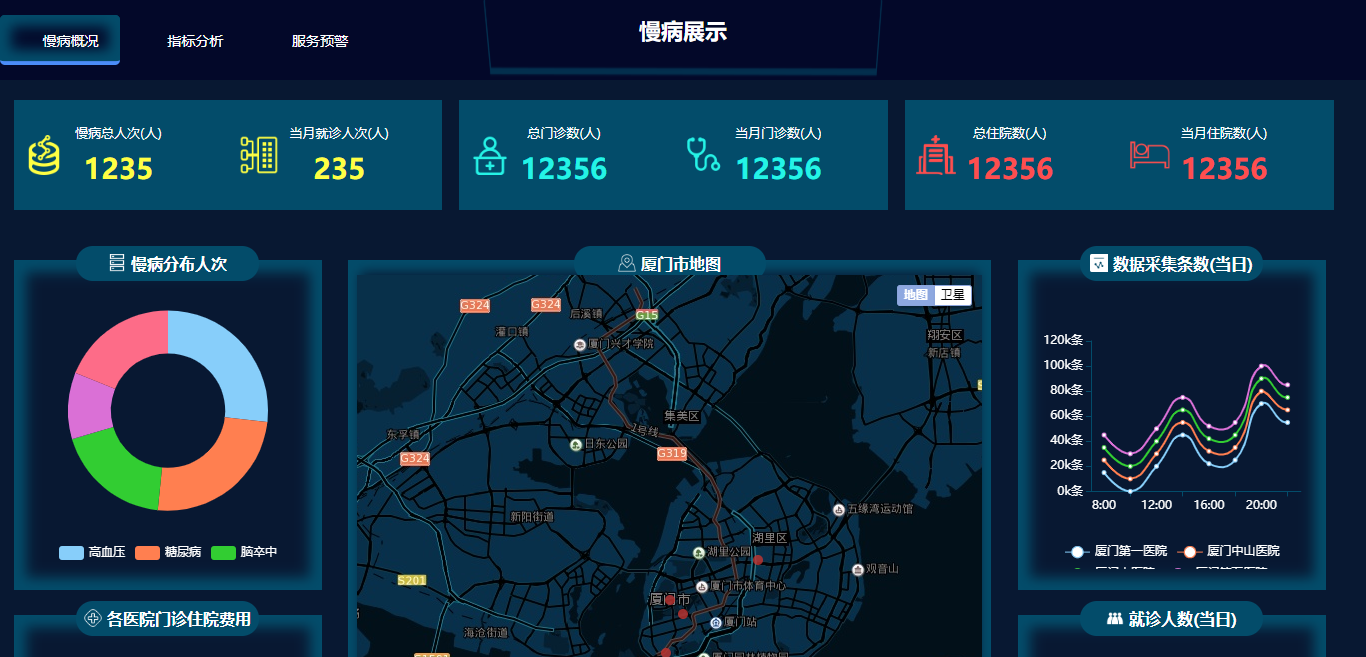 慢病概况
指标分析
服务预警
慢病展示
慢病总人次(人)
1235
当月就诊人次(人)
235
总门诊数(人)
12356
当月门诊数(人)
12356
总住院数(人)
12356
当月住院数(人)
12356
慢病分布人次
高血压
糖尿病
脑卒中
各医院门诊住院费用
厦门市地图
地图
卫星
G324
G324
后溪镇
G15
灌口镇
厦门兴才学院
翔安区
新店镇
集美区
1号线
东孚镇
日东公园
G324
G319
新阳街道
五缘湾运动馆
湖里区
湖里公园
观音山
S201
厦门市体育中心
厦门市
厦门站
海沧街道
数据采集条数(当日)
120k条
100k条
80k条
60k条
40k条
20k条
0k条
8:00
12:00
16:00
20:00
厦门第一医院
厦门中山医院
就诊人数(当日)